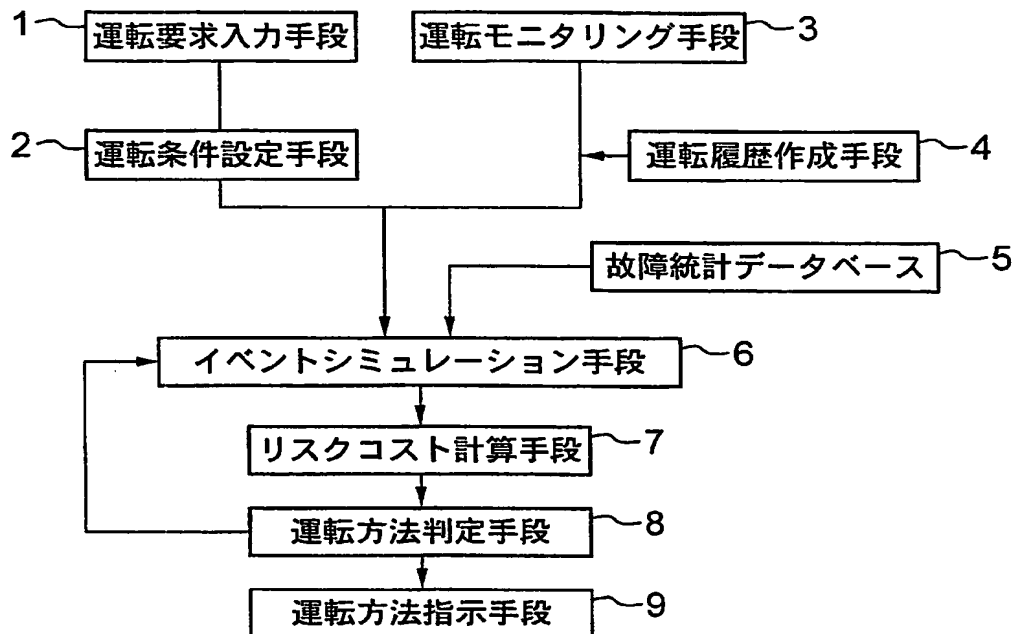 1 運転要求入力手段
運転モニタリング手段 3
2 運転条件設定手段
運転履歴作成手段 4
故障統計データベース 5
イベントシミュレーション手段 6
リスクコスト計算手段 7
運転方法判定手段 8
運転方法指示手段 9